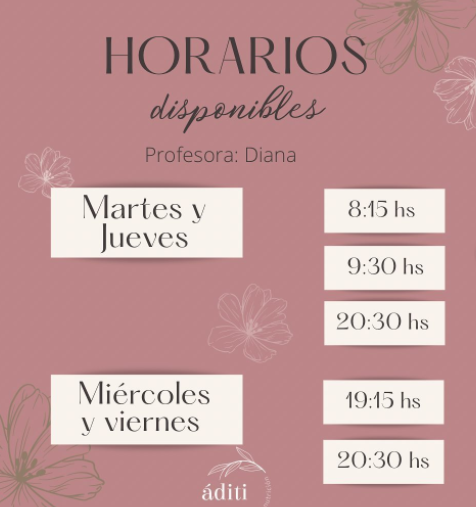 HORARIOS
disponibles
Profesora: Diana
Martes y
Jueves
8:15 hs
9:30 hs
20:30 hs
Miércoles
y viernes
19:15 hs
20:30 hs
áditi